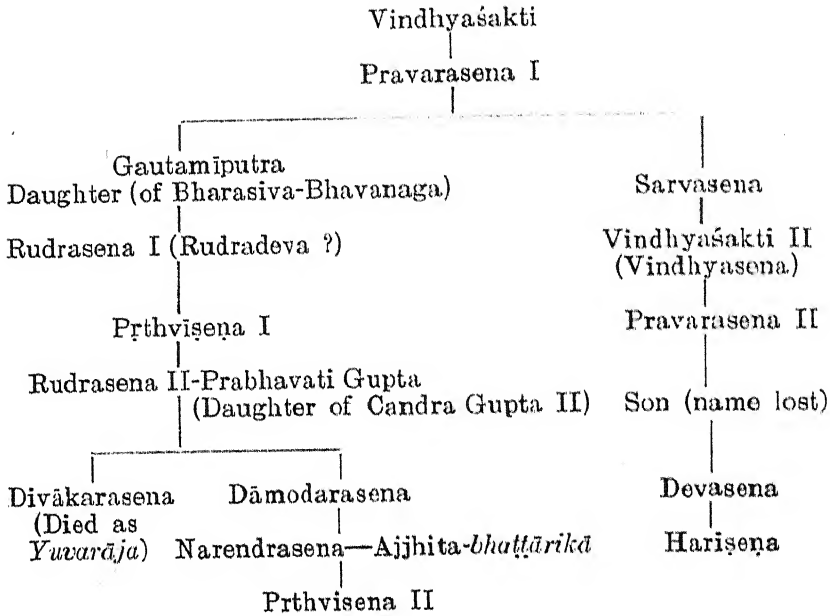 Vindhyaśakti
Pravarasena I
Gautamīputra
Daughter (of Bharasiva-Bhavanaga)
Sarvasena
Rudrasena I (Rudradeva ?)
Vindhyaśakti II
(Vindhyasena)
Pṛthvīṣeṇa I
Pravarasena II
Rudrasena II-Prabhavati Gupta
(Daughter of Candra Gupta II)
Son (name lost)
Divākarasena
(Died as
Yuvarāja)
Dāmodarasena
Devasena
Narendrasena—Ajjhita-bhaṭṭārikā
Hariṣeṇa
Prthvisena II